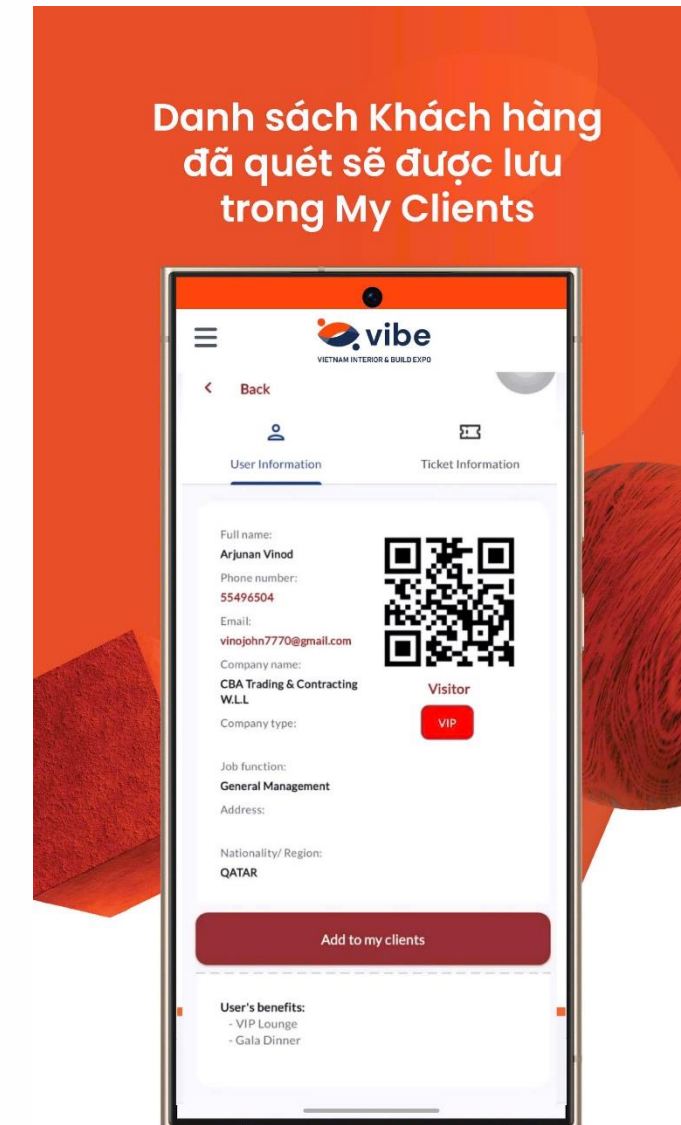 Danh sách Khách hàng
đã quét sẽ được lưu
trong My Clients
vibe
VIETNAM INTERIOR & BUILD EXPO
Back
User Information
Ticket Information
Full name:
Arjunan Vinod
Phone number:
55496504
Email:
vinojohn7770@gmail.com
Company name:
CBA Trading & Contracting
W.L.L
Company type:
Visitor
VIP
Job function:
General Management
Address:
Nationality/ Region:
QATAR
Add to my clients
User's benefits:
- VIP Lounge
- Gala Dinner